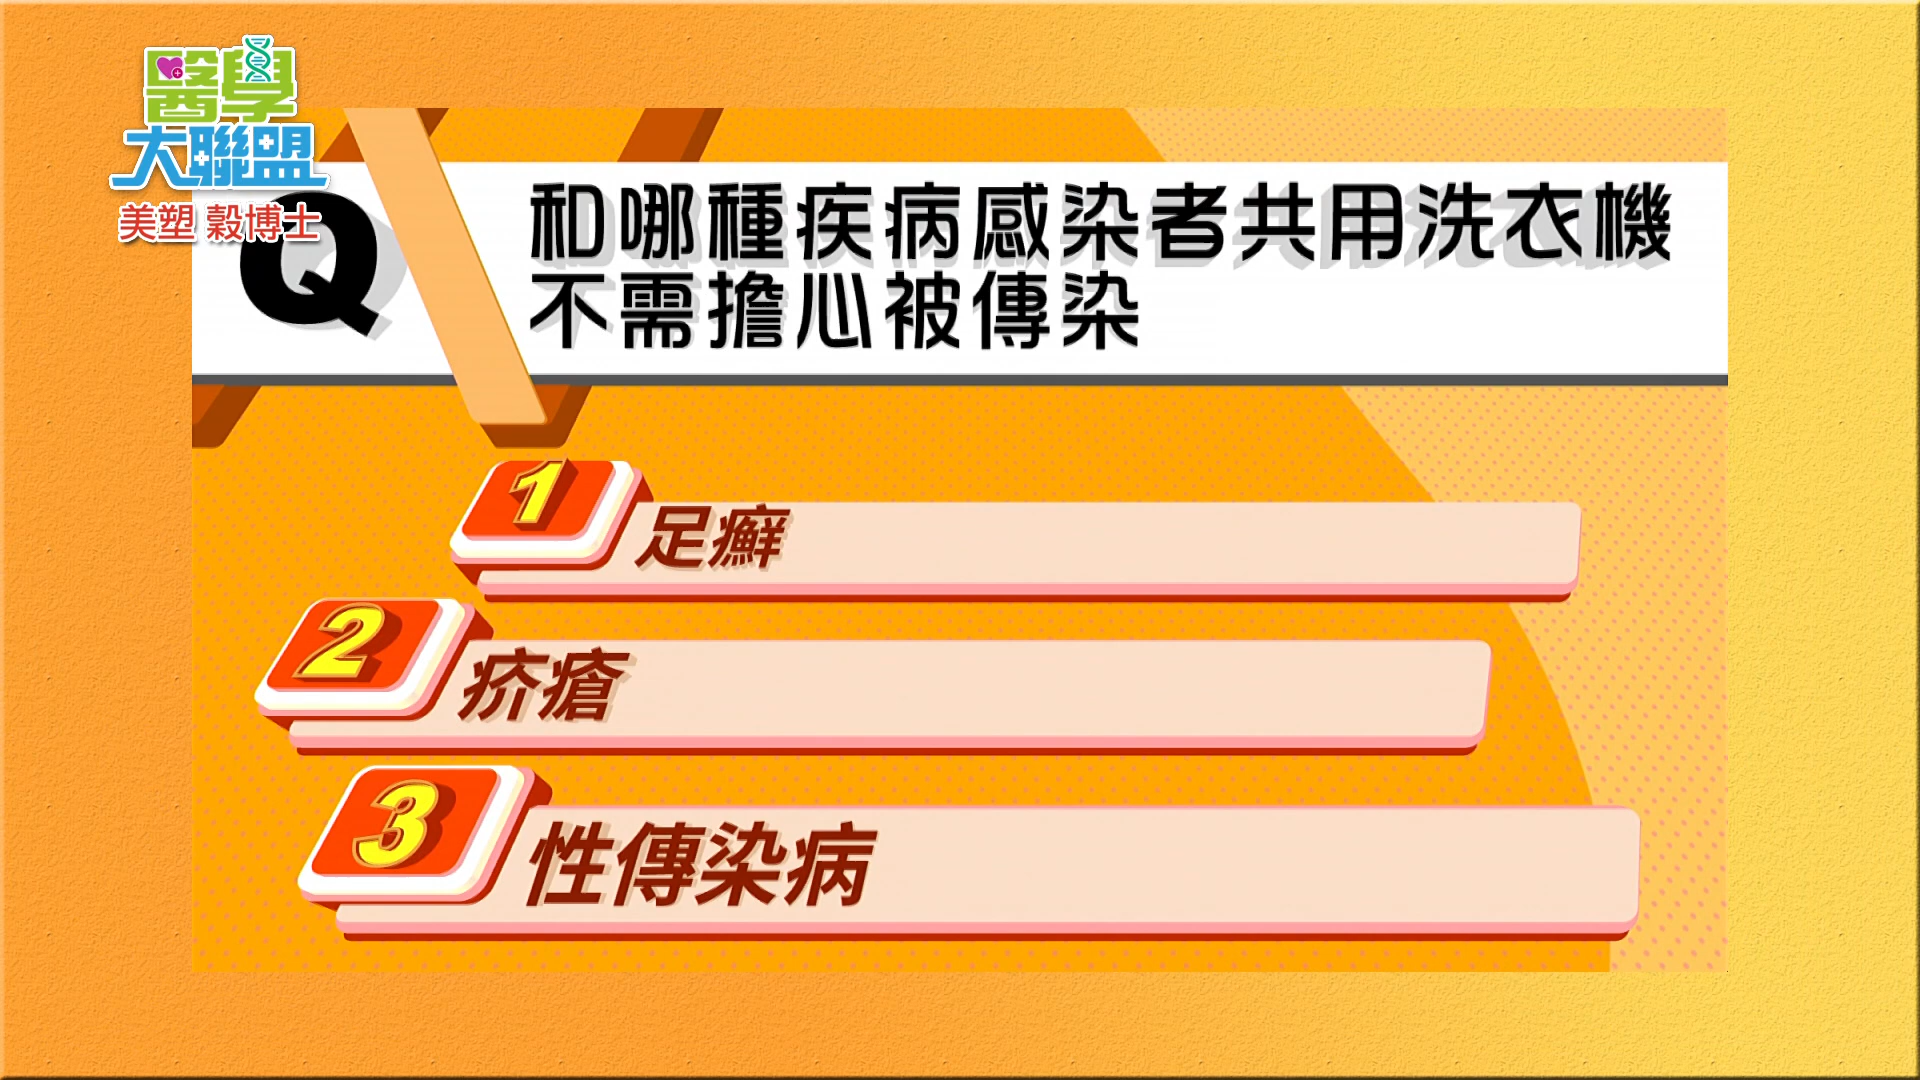 醫學
大聯盟
美塑 穀博士
Q
和哪種疾病感染者共用洗衣機
不需擔心被傳染
1 足癬
2 疥瘡
3 性傳染病